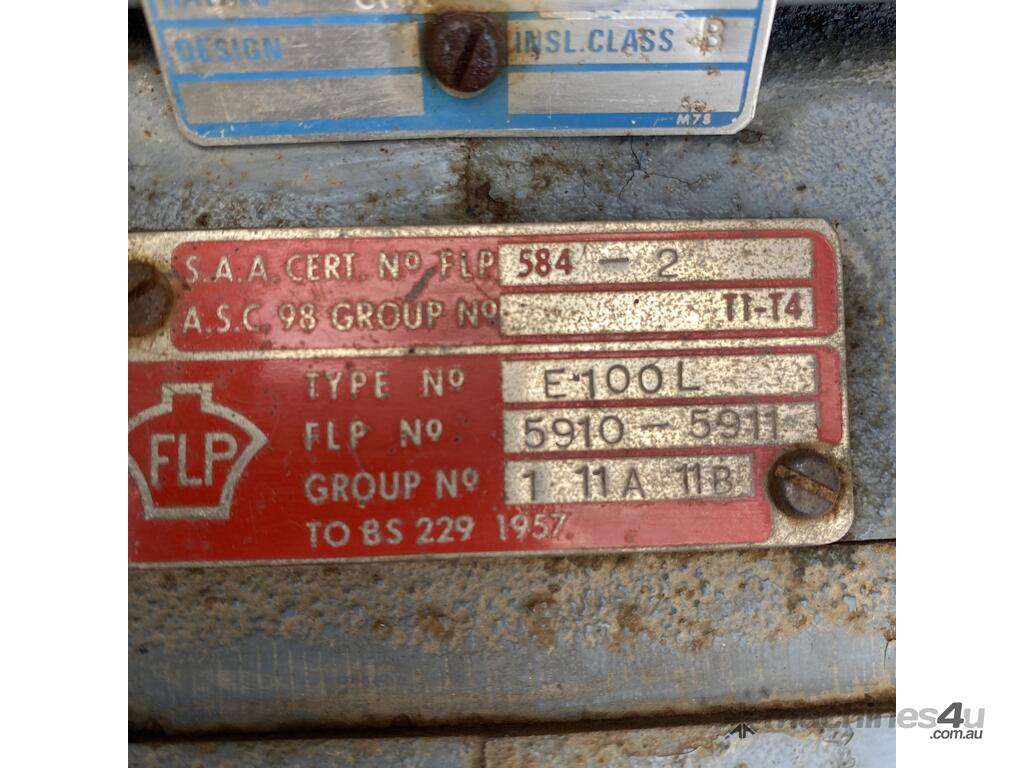 DESIGN
INSL.CLASS B
M78
S.A.A. CERT. Nº FLP 584 - 2
A.S.C. 98 GROUP Nº T1-T4
FLP
TYPE Nº E 100 L
FLP Nº 5910 - 5911
GROUP Nº 1 11A 11B
TO BS 229 1957
machines4u
.com.au